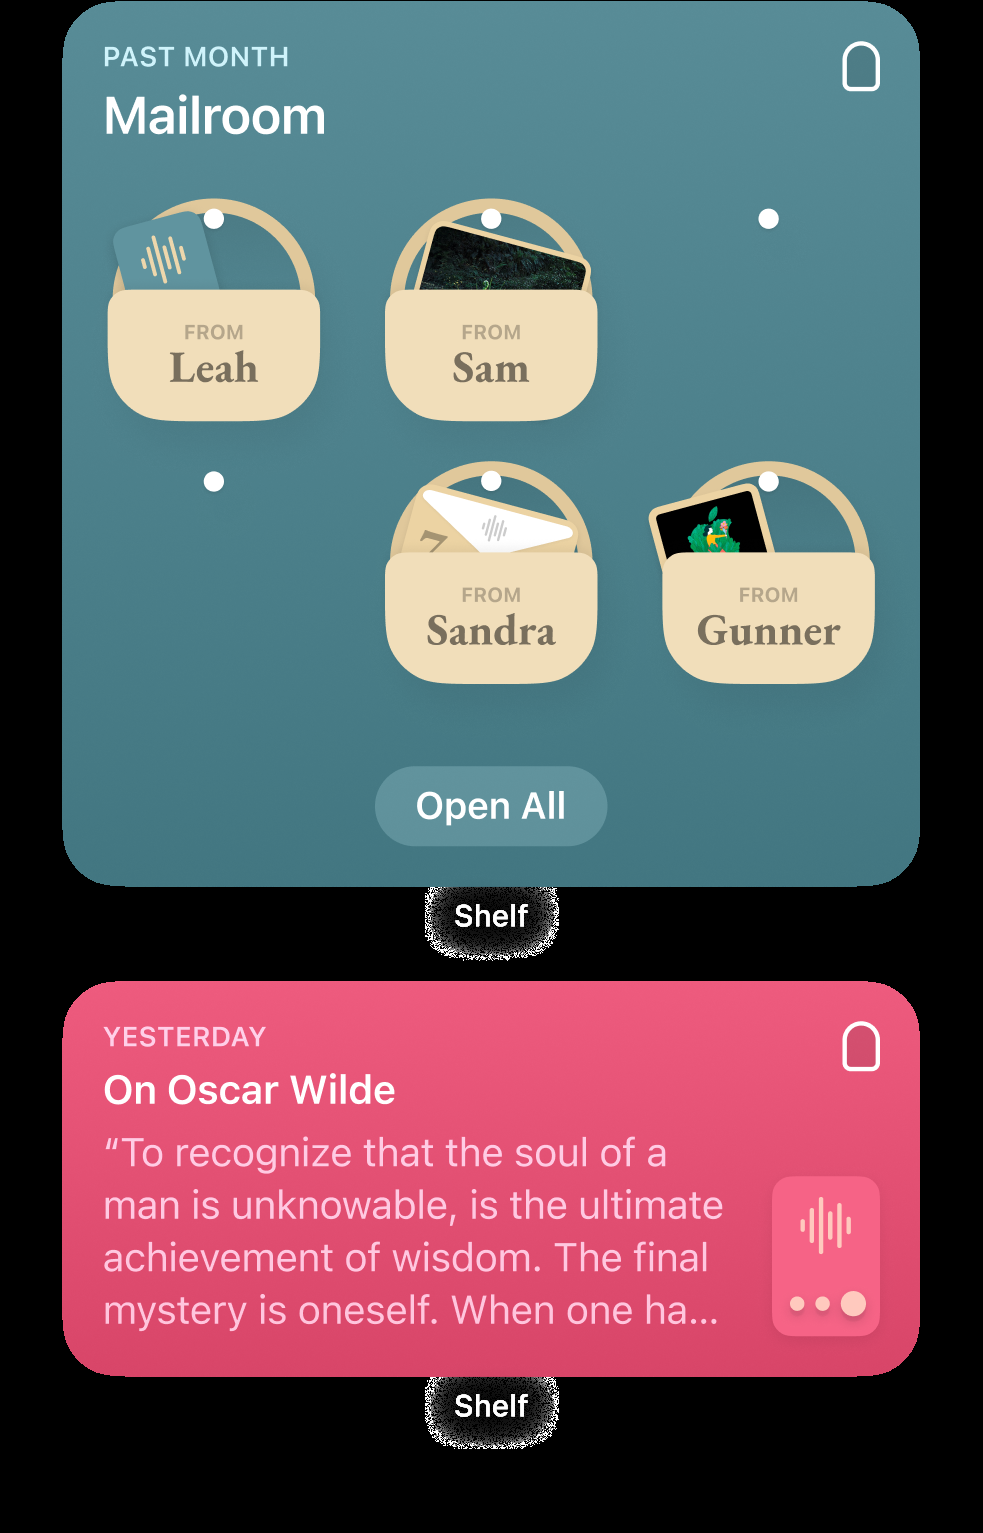 PAST MONTH
Mailroom
FROM
Leah
FROM
Sam
7
FROM
Sandra
FROM
Gunner
Open All
Shelf
YESTERDAY
On Oscar Wilde
“To recognize that the soul of a
man is unknowable, is the ultimate
achievement of wisdom. The final
mystery is oneself. When one ha...
Shelf